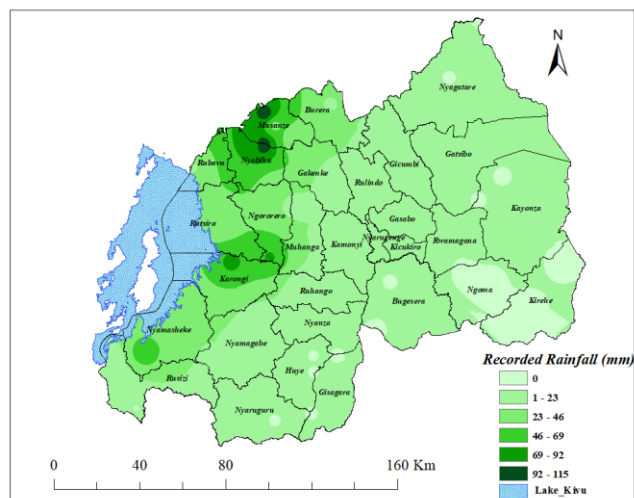 N
Nyagatare
Burera
Musanze
Gicumbi
Gatsibo
Rubavu
Nyabihu
Gakenke
Rulindo
Kayonza
Rutsiro
Ngororero
Gasabo
Muhanga
Kamonyi
Nyarugenge
Rwamagana
Kicukiro
Karongi
Ruhango
Bugesera
Ngoma
Kirehe
Nyamasheke
Nyanza
Nyamagabe
Huye
Rusizi
Gisagara
Nyaruguru
Recorded Rainfall (mm)
0
1 - 23
23 - 46
46 - 69
69 - 92
92 - 115
Lake_Kivu
0 40 80 160 Km